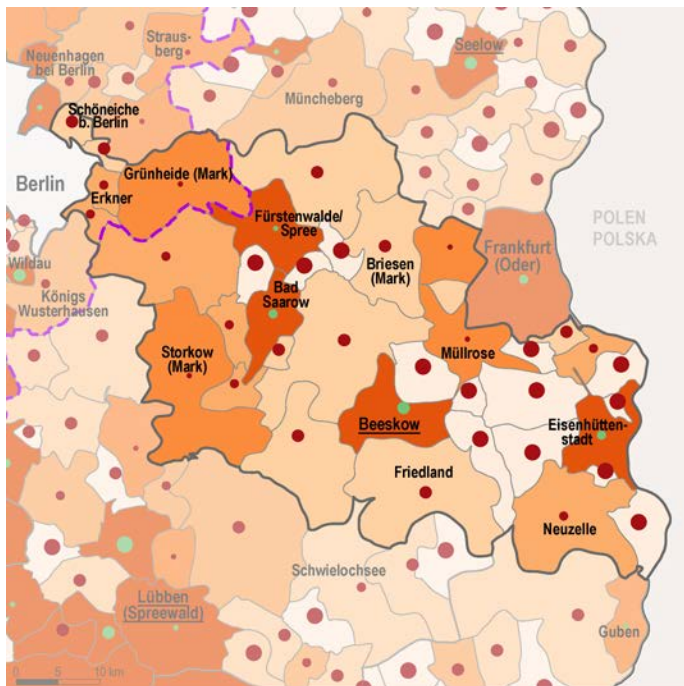 Straus-
berg
Neuenhagen
bei Berlin
Seelow
Müncheberg
Schöneiche
b. Berlin
Grünheide (Mark)
Berlin
Erkner
Fürstenwalde/
Spree
POLEN
POLSKA
Frankfurt
(Oder)
Briesen
(Mark)
Wildau
Bad
Saarow
Königs
Wusterhausen
Storkow
(Mark)
Müllrose
Beeskow
Eisenhütten-
stadt
Friedland
Neuzelle
Schwielochsee
Lübben
(Spreewald)
Guben
0 5 10 km